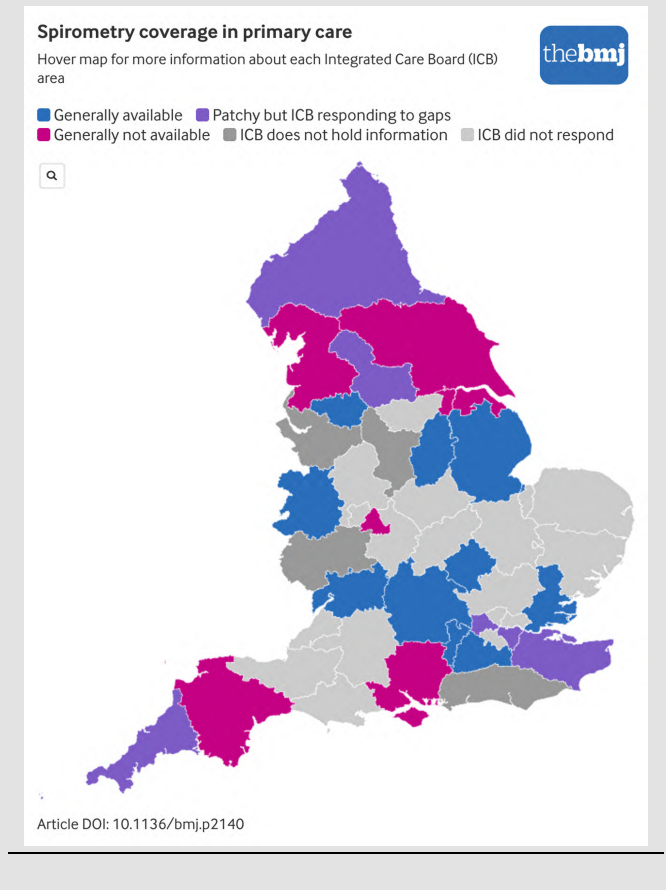 Spirometry coverage in primary care
Hover map for more information about each Integrated Care Board (ICB)
area
thebmj
Generally available Patchy but ICB responding to gaps
Generally not available ICB does not hold information ICB did not respond
Article DOI: 10.1136/bmj.p2140